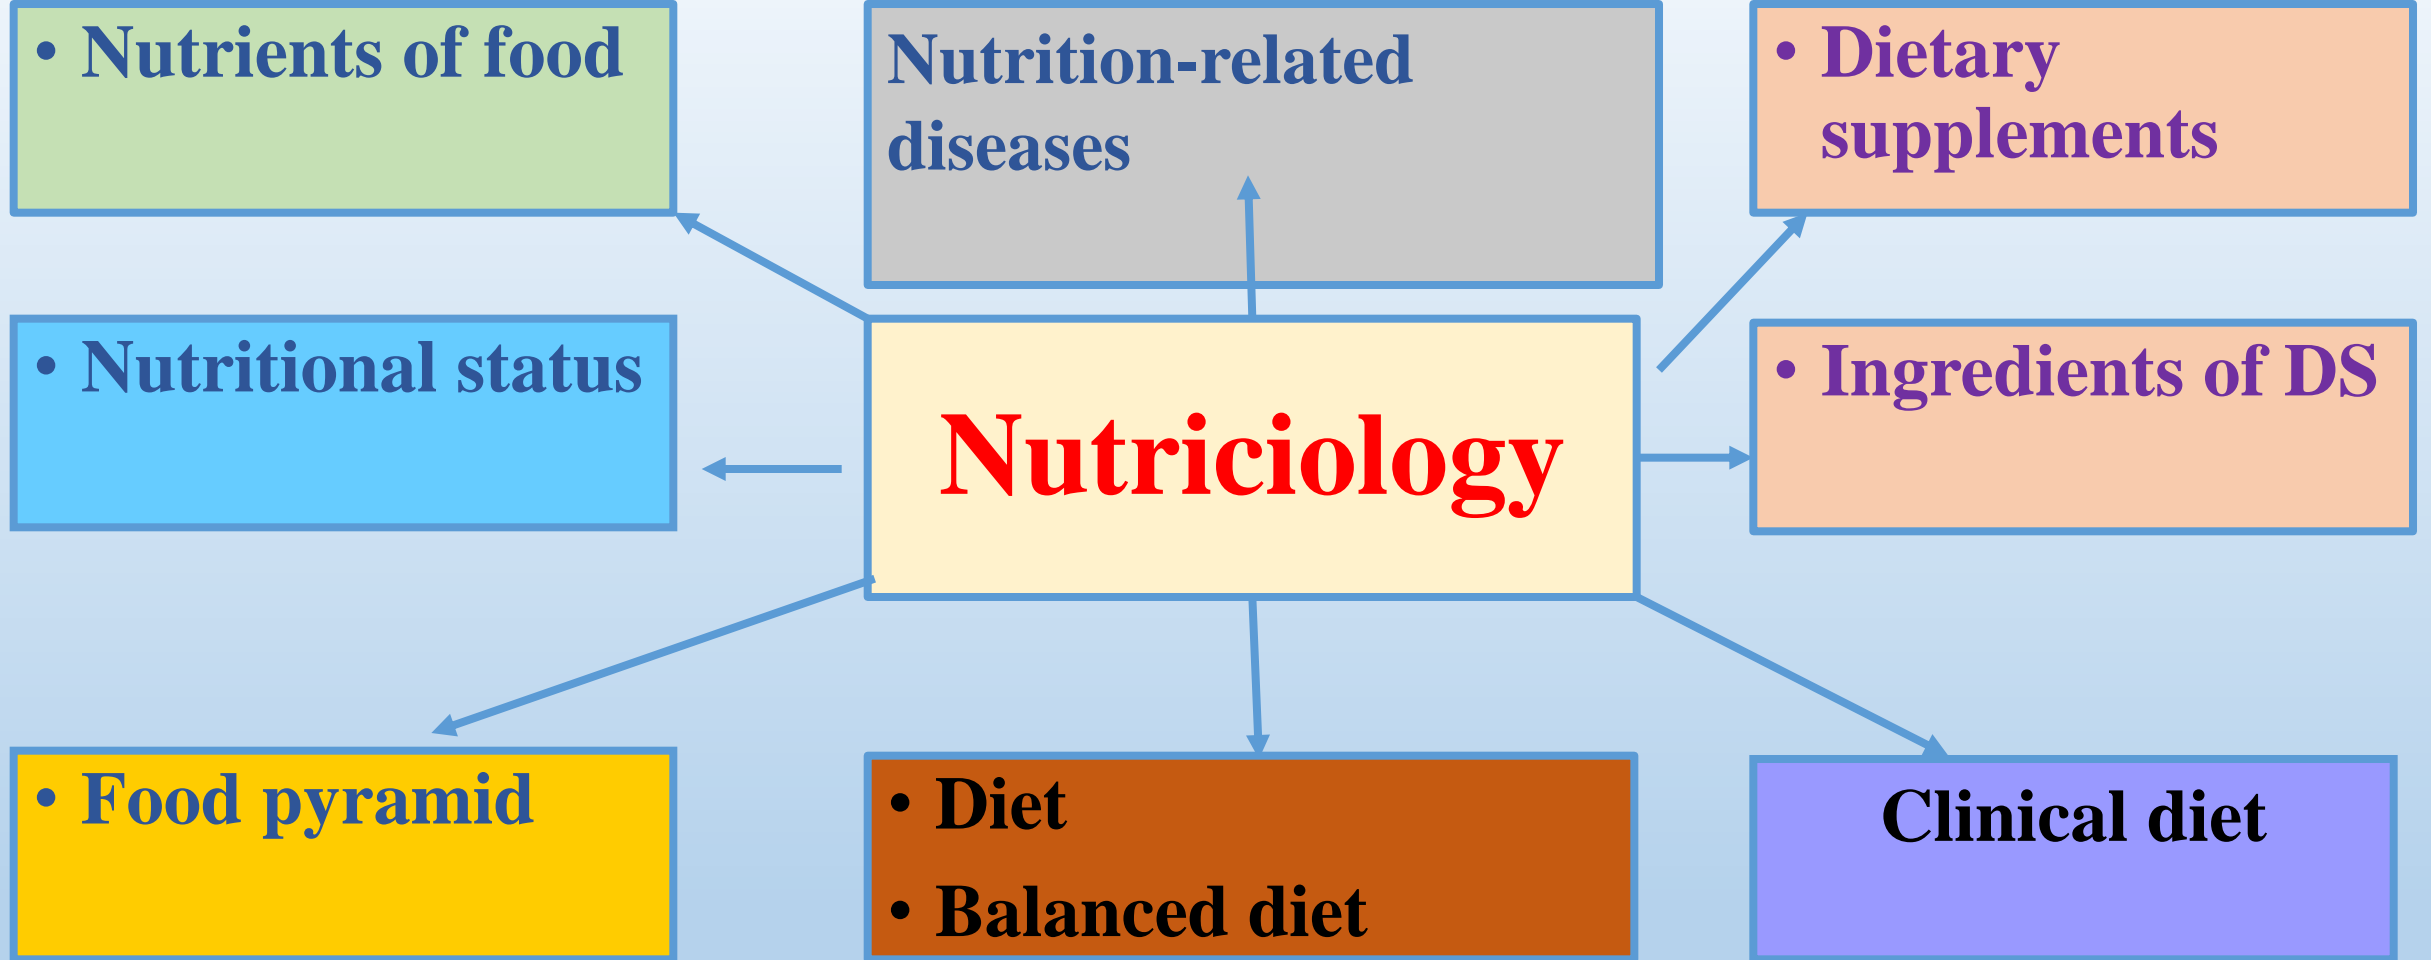 • Nutrients of food
Nutrition-related
diseases
• Dietary
supplements
• Nutritional status
Nutriciology
• Ingredients of DS
• Food pyramid
• Diet
• Balanced diet
Clinical diet